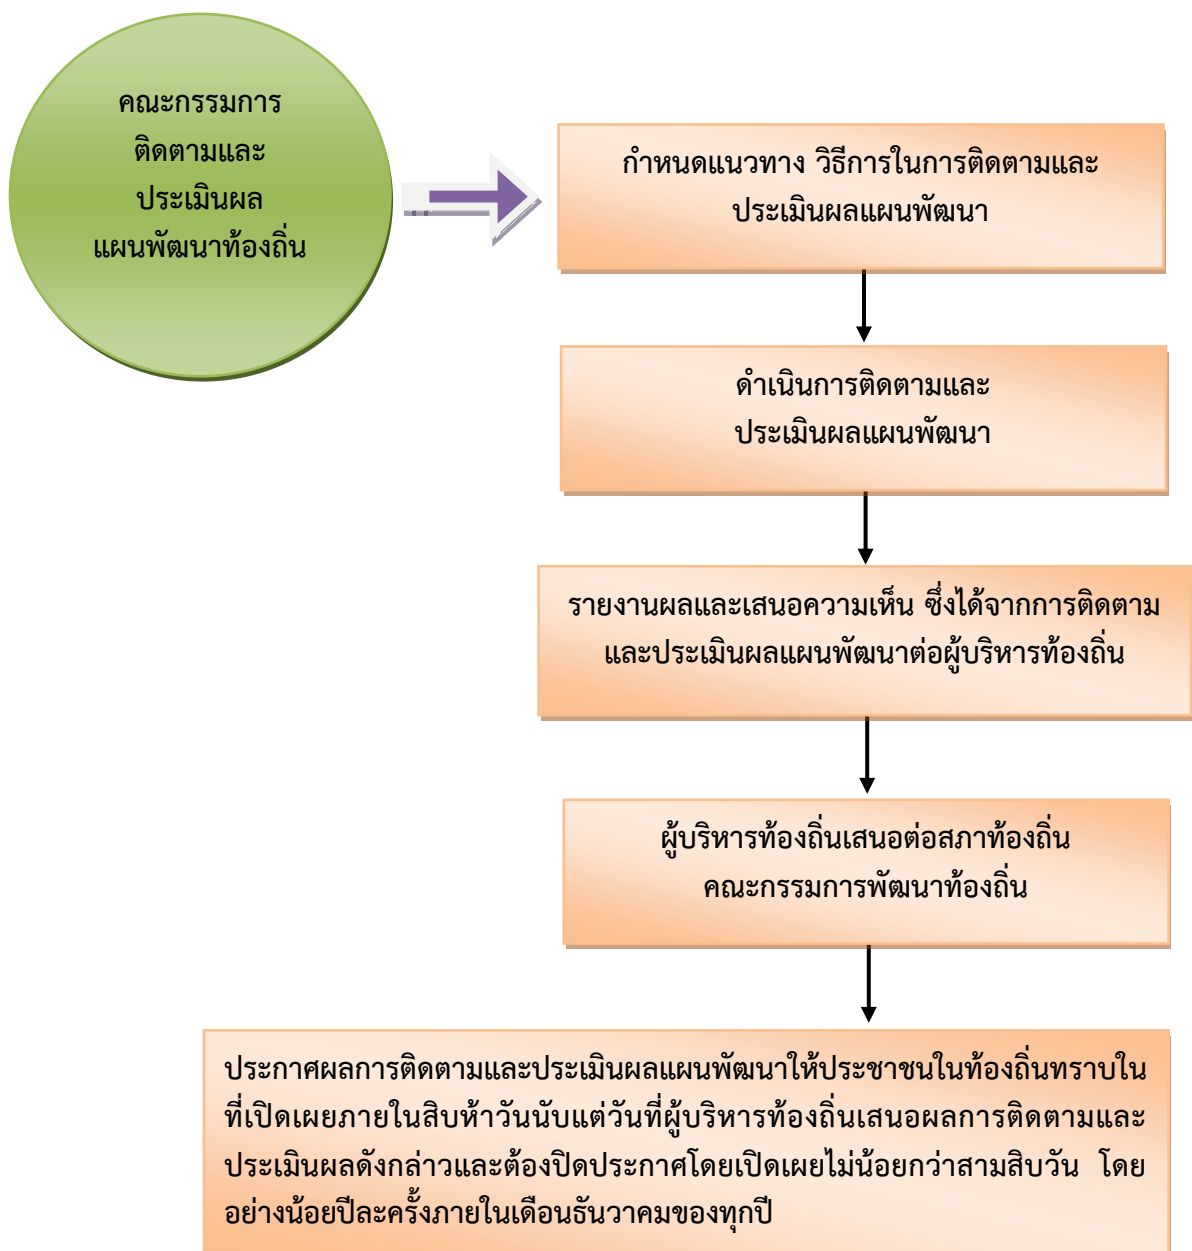 คณะกรรมการ
ติดตามและ
ประเมินผล
แผนพัฒนาท้องถิ่น
กำหนดแนวทาง วิธีการในการติดตามและ
ประเมินผลแผนพัฒนา
ดำเนินการติดตามและ
ประเมินผลแผนพัฒนา
รายงานผลและเสนอความเห็น ซึ่งได้จากการติดตาม
และประเมินผลแผนพัฒนาต่อผู้บริหารท้องถิ่น
ผู้บริหารท้องถิ่นเสนอต่อสภาท้องถิ่น
คณะกรรมการพัฒนาท้องถิ่น
ประกาศผลการติดตามและประเมินผลแผนพัฒนาให้ประชาชนในท้องถิ่นทราบใน
ที่เปิดเผยภายในสิบห้าวันนับแต่วันที่ผู้บริหารท้องถิ่นเสนอผลการติดตามและ
ประเมินผลดังกล่าวและต้องปิดประกาศโดยเปิดเผยไม่น้อยกว่าสามสิบวัน โดย
อย่างน้อยปีละครั้งภายในเดือนธันวาคมของทุกปี